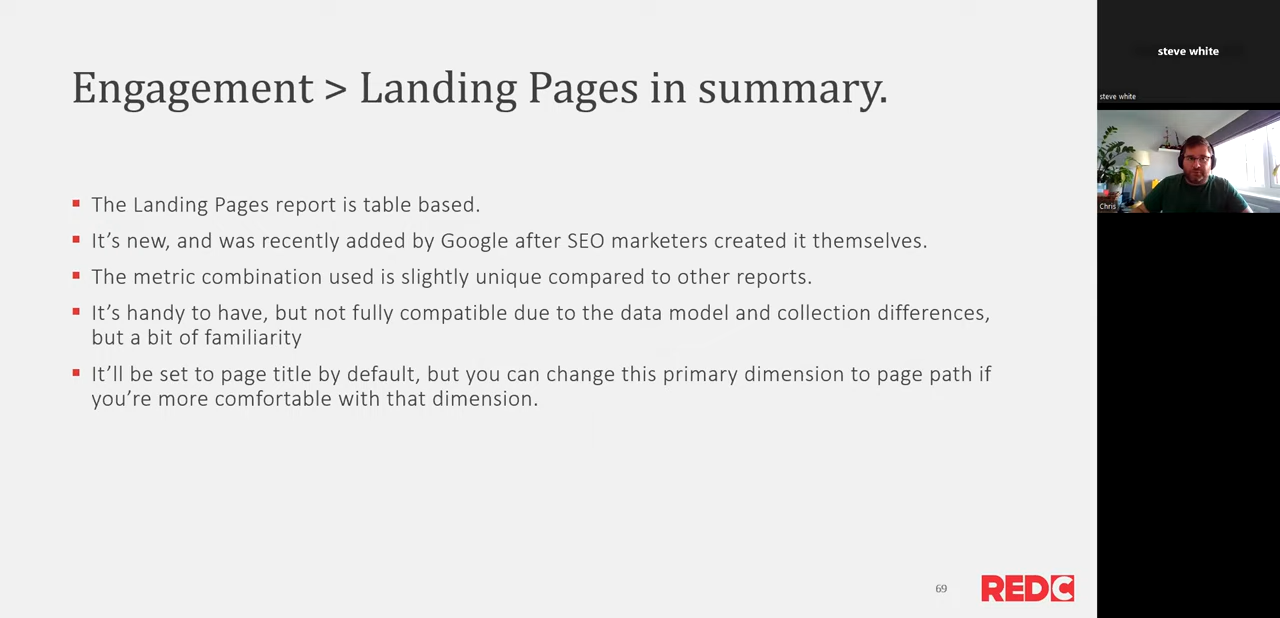 Engagement > Landing Pages in summary.
The Landing Pages report is table based.
It's new, and was recently added by Google after SEO marketers created it themselves.
The metric combination used is slightly unique compared to other reports.
It's handy to have, but not fully compatible due to the data model and collection differences,
but a bit of familiarity
It'll be set to page title by default, but you can change this primary dimension to page path if
you're more comfortable with that dimension.
69
REDC
steve white
steve white
Chris